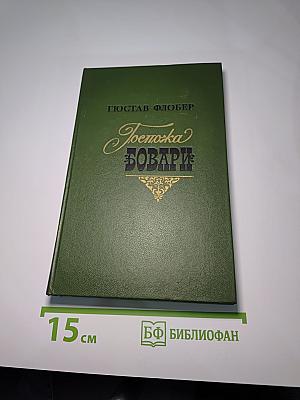 ГЮСТАВ ФЛОБЕР
Госпожа
БОВАРИ
15 см
БФ БИБЛИОФАН